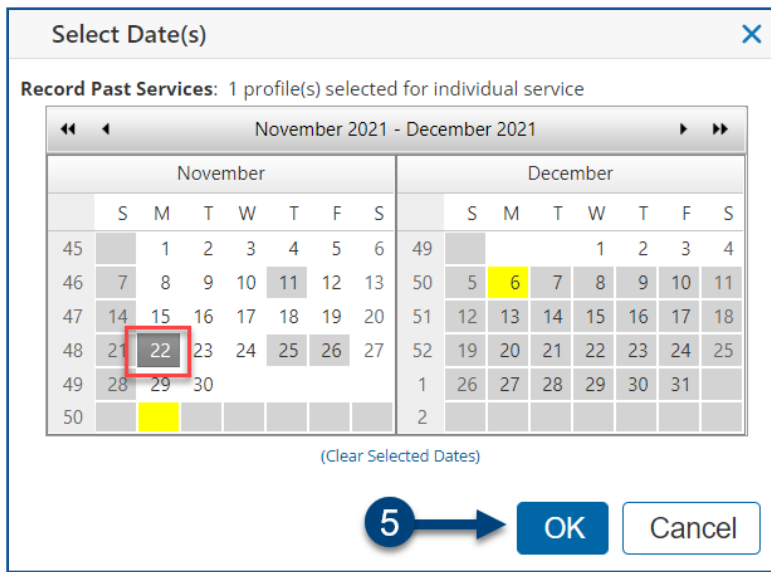 Select Date(s)
Record Past Services: 1 profile(s) selected for individual service
November 2021 - December 2021
November December
S M T W T F S S M T W T F S
45 1 2 3 4 5 6 49 1 2 3 4
46 7 8 9 10 11 12 13 50 5 6 7 8 9 10 11
47 14 15 16 17 18 19 20 51 12 13 14 15 16 17 18
48 21 22 23 24 25 26 27 52 19 20 21 22 23 24 25
49 28 29 30 1 26 27 28 29 30 31
50 2
(Clear Selected Dates)
5 OK Cancel